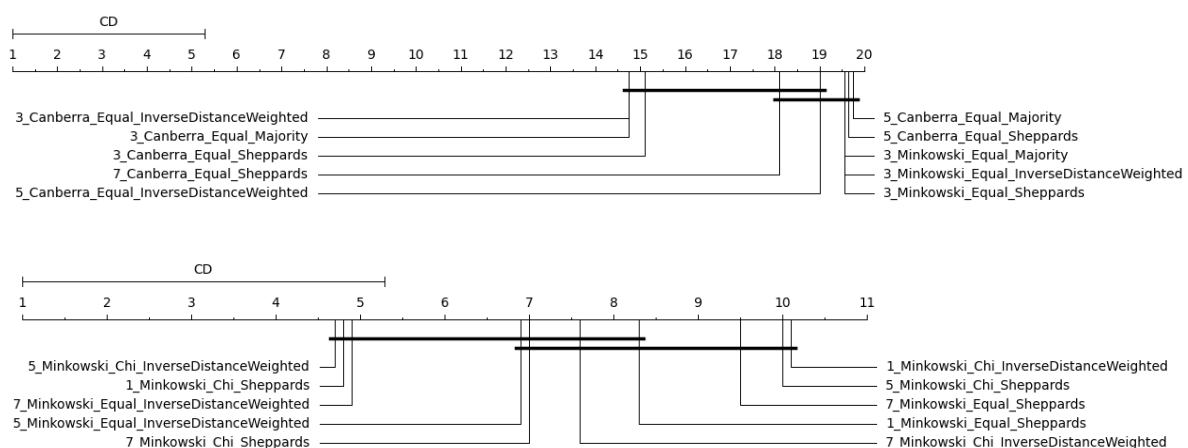 CD
1 2 3 4 5 6 7 8 9 10 11 12 13 14 15 16 17 18 19 20
3_Canberra_Equal_InverseDistanceWeighted 5_Canberra_Equal_Majority
3_Canberra_Equal_Majority 5_Canberra_Equal_Sheppards
3_Canberra_Equal_Sheppards 3_Minkowski_Equal_Majority
7_Canberra_Equal_Sheppards 3_Minkowski_Equal_InverseDistanceWeighted
5_Canberra_Equal_InverseDistanceWeighted 3_Minkowski_Equal_Sheppards
CD
1 2 3 4 5 6 7 8 9 10 11
5_Minkowski_Chi_InverseDistanceWeighted 1_Minkowski_Chi_InverseDistanceWeighted
1_Minkowski_Chi_Sheppards 5_Minkowski_Chi_Sheppards
7_Minkowski_Equal_InverseDistanceWeighted 7_Minkowski_Equal_Sheppards
5_Minkowski_Equal_InverseDistanceWeighted 1_Minkowski_Equal_Sheppards
7_Minkowski_Chi_Sheppards 7_Minkowski_Chi_InverseDistanceWeighted